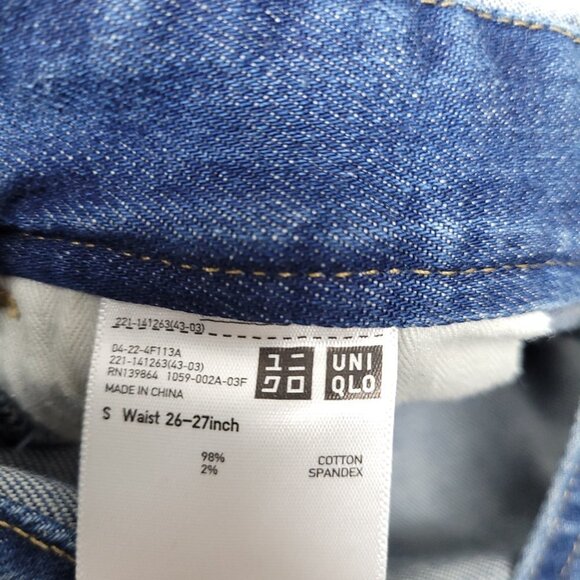 221-141263(43-03)
04-22-4F113A
221-141263(43-03)
RN139864 1059-002A-03F
MADE IN CHINA
ユニ
クロ
UNI
QLO
S Waist 26-27inch
98% COTTON
2% SPANDEX